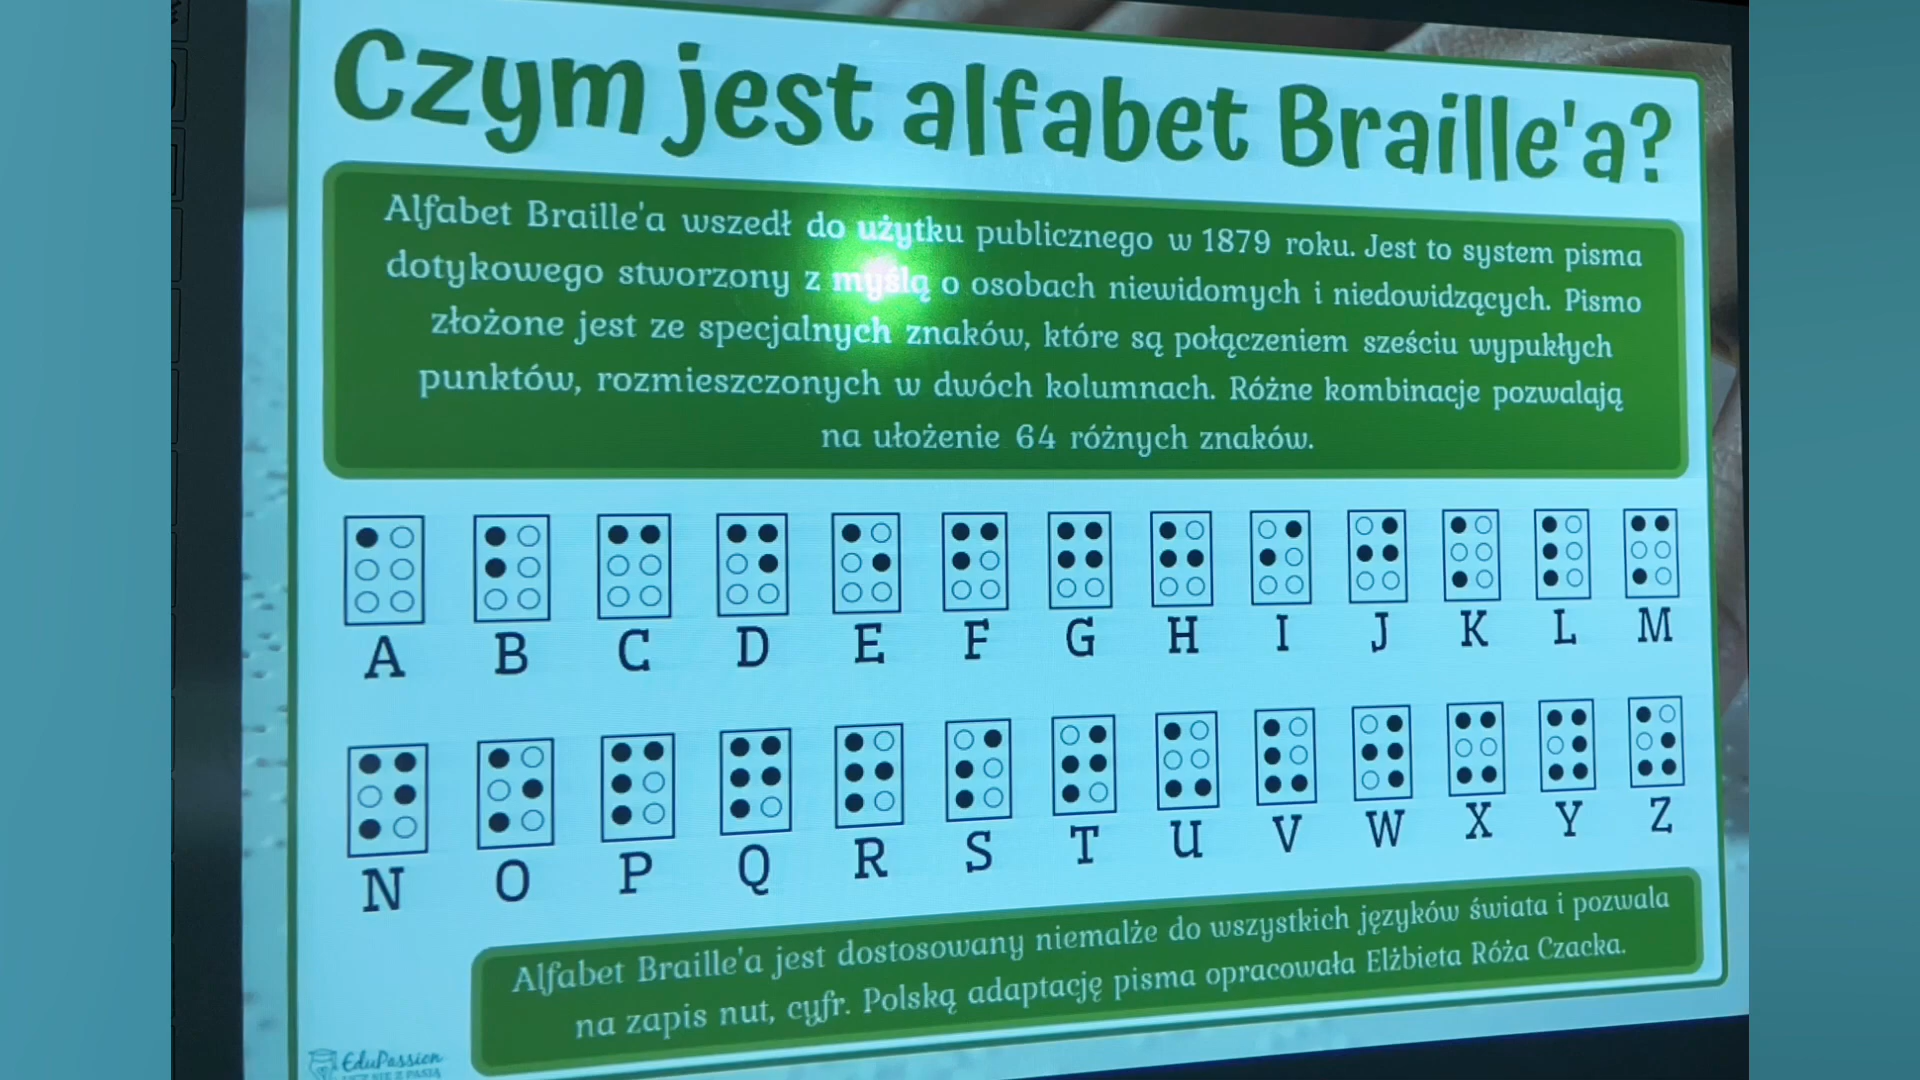 Czym jest alfabet Braille'a?
Alfabet Braille'a wszedł do użytku publicznego w 1879 roku. Jest to system pisma
dotykowego stworzony z myślą o osobach niewidomych i niedowidzących. Pismo
złożone jest ze specjalnych znaków, które są połączeniem sześciu wypukłych
punktów, rozmieszczonych w dwóch kolumnach. Różne kombinacje pozwalają
na ułożenie 64 różnych znaków.
A B C D E F G H I J K L M
N O P Q R S T U V W X Y Z
Alfabet Braille'a jest dostosowany niemalże do wszystkich języków świata i pozwala
na zapis nut, cyfr. Polską adaptację pisma opracowała Elżbieta Róża Czacka.
EduPassion
UCZ SIĘ Z PASJĄ